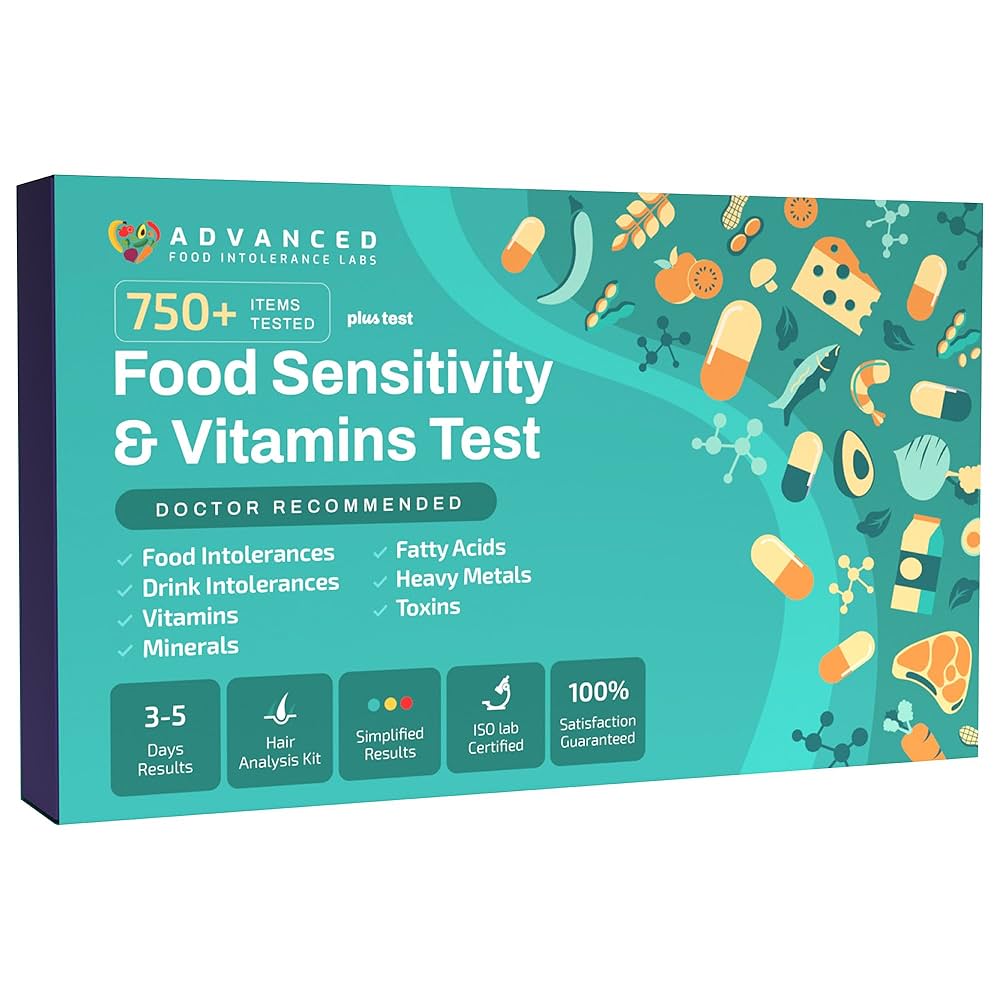 ADVANCED
FOOD INTOLERANCE LABS
750+ ITEMS TESTED
plus test
Food Sensitivity
& Vitamins Test
DOCTOR RECOMMENDED
Food Intolerances
Drink Intolerances
Vitamins
Minerals
Fatty Acids
Heavy Metals
Toxins
3-5
Days
Results
Hair
Analysis Kit
Simplified
Results
ISO lab
Certified
100%
Satisfaction
Guaranteed